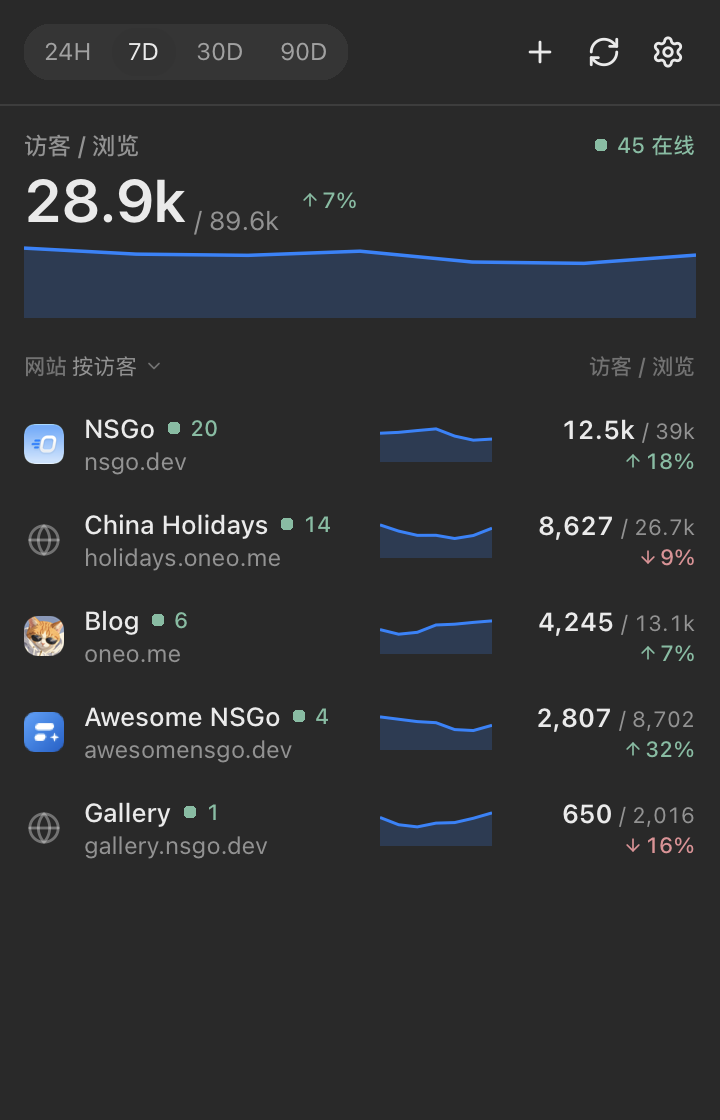 24H 7D 30D 90D
访客 / 浏览 45 在线
28.9k / 89.6k ↑ 7%
网站 按访客 访客 / 浏览
NSGo 20 12.5k / 39k
nsgo.dev ↑ 18%
China Holidays 14 8,627 / 26.7k
holidays.oneo.me ↓ 9%
Blog 6 4,245 / 13.1k
oneo.me ↑ 7%
Awesome NSGo 4 2,807 / 8,702
awesomensgo.dev ↑ 32%
Gallery 1 650 / 2,016
gallery.nsgo.dev ↓ 16%